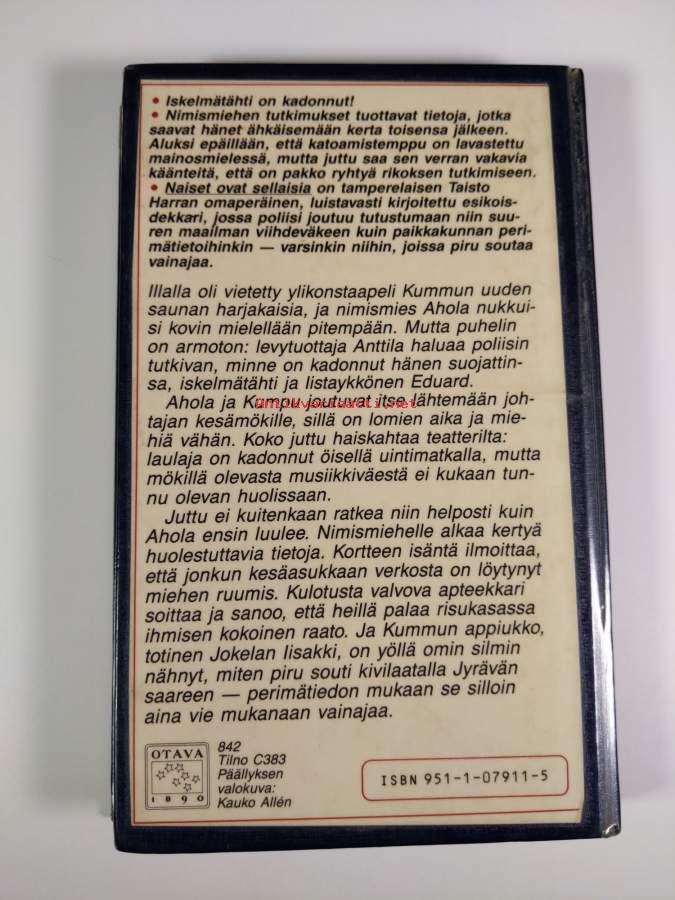 • Iskelmätähti on kadonnut!
• Nimismiehen tutkimukset tuottavat tietoja, jotka
saavat hänet ähkäisemään kerta toisensa jälkeen.
Aluksi epäillään, että katoamistemppu on lavastettu
mainosmielessä, mutta juttu saa sen verran vakavia
käänteitä, että on pakko ryhtyä rikoksen tutkimiseen.
• Naiset ovat sellaisia on tamperelaisen Taisto
Harran omaperäinen, luistavasti kirjoitettu esikois-
dekkari, jossa poliisi joutuu tutustumaan niin suu-
ren maailman viihdeväkeen kuin paikkakunnan peri-
mätietoihinkin — varsinkin niihin, joissa piru soutaa
vainajaa.
Illalla oli vietetty ylikonstaapeli Kummun uuden
saunan harjakaisia, ja nimismies Ahola nukkui-
si kovin mielellään pitempään. Mutta puhelin
on armoton: levytuottaja Anttila haluaa poliisin
tutkivan, minne on kadonnut hänen suojattin-
sa, iskelmätähti ja listaykkönen Eduard.
Ahola ja Kumpu joutuvat itse lähtemään joh-
tajan kesämökille, sillä on lomien aika ja mie-
hiä vähän. Koko juttu haiskahtaa teatterilta:
laulaja on kadonnut öisellä uintimatkalla, mutta
mökillä olevasta musiikkiväestä ei kukaan tun-
nu olevan huolissaan.
Juttu ei kuitenkaan ratkea niin helposti kuin
Ahola ensin luulee. Nimismiehelle alkaa kertyä
huolestuttavia tietoja. Kortteen isäntä ilmoittaa,
että jonkun kesäasukkaan verkosta on löytynyt
miehen ruumis. Kulotusta valvova apteekkari
soittaa ja sanoo, että heillä palaa risukasassa
ihmisen kokoinen raato. Ja Kummun appiukko,
totinen Jokelan Iisakki, on yöllä omin silmin
nähnyt, miten piru souti kivilaatalla Jyrävän
saareen — perimätiedon mukaan se silloin
aina vie mukanaan vainajaa.
OTAVA
1890
842
Tilno C383
Päällyksen
valokuva:
Kauko Allén
ISBN 951-1-07911-5
antikvariaatti.net